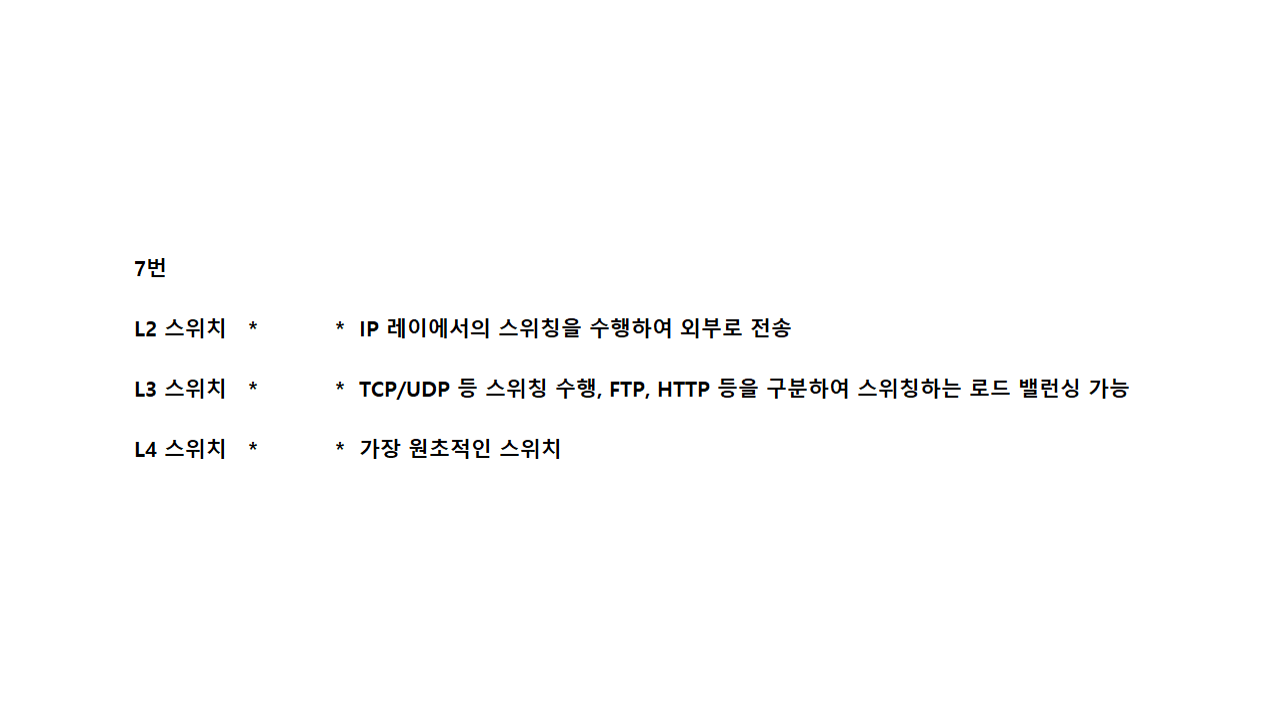 7번
L2 스위치 * * IP 레이에서의 스위칭을 수행하여 외부로 전송
L3 스위치 * * TCP/UDP 등 스위칭 수행, FTP, HTTP 등을 구분하여 스위칭하는 로드 밸런싱 가능
L4 스위치 * * 가장 원초적인 스위치